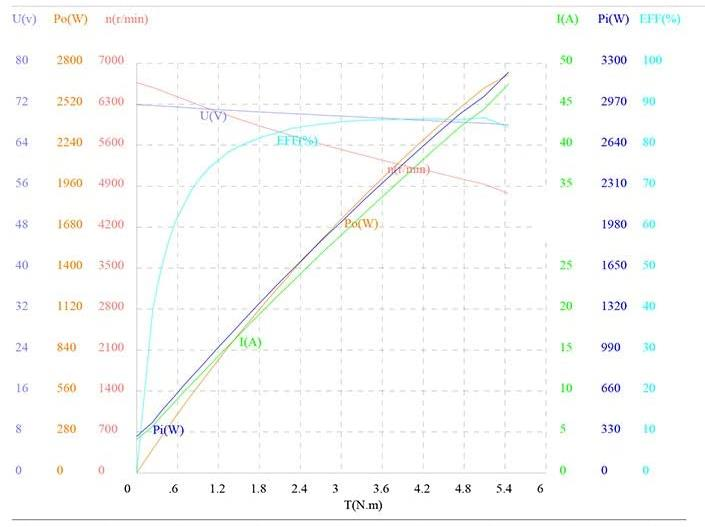 U(v) Po(W) n(r/min) I(A) Pi(W) EFF(%)
80 2800 7000 50 3300 100
72 2520 6300 45 2970 90
U(V)
64 2240 5600 40 2640 80
EFF(%)
n(r/min)
56 1960 4900 35 2310 70
48 1680 4200 1980 60
Po(W)
40 1400 3500 25 1650 50
32 1120 2800 20 1320 40
I(A)
24 840 2100 15 990 30
16 560 1400 10 660 20
Pi(W)
8 280 700 5 330 10
0 0 0 0 0 0
0 .6 1.2 1.8 2.4 3 3.6 4.2 4.8 5.4 6
T(N.m)